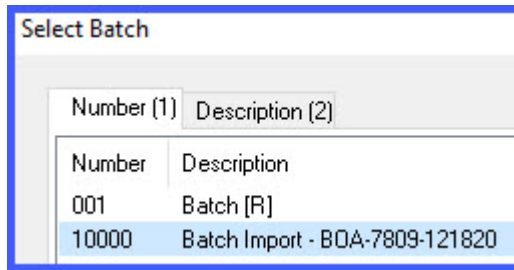 Select Batch
Number (1) Description (2)
Number Description
001 Batch [R]
10000 Batch Import - BOA-7809-121820